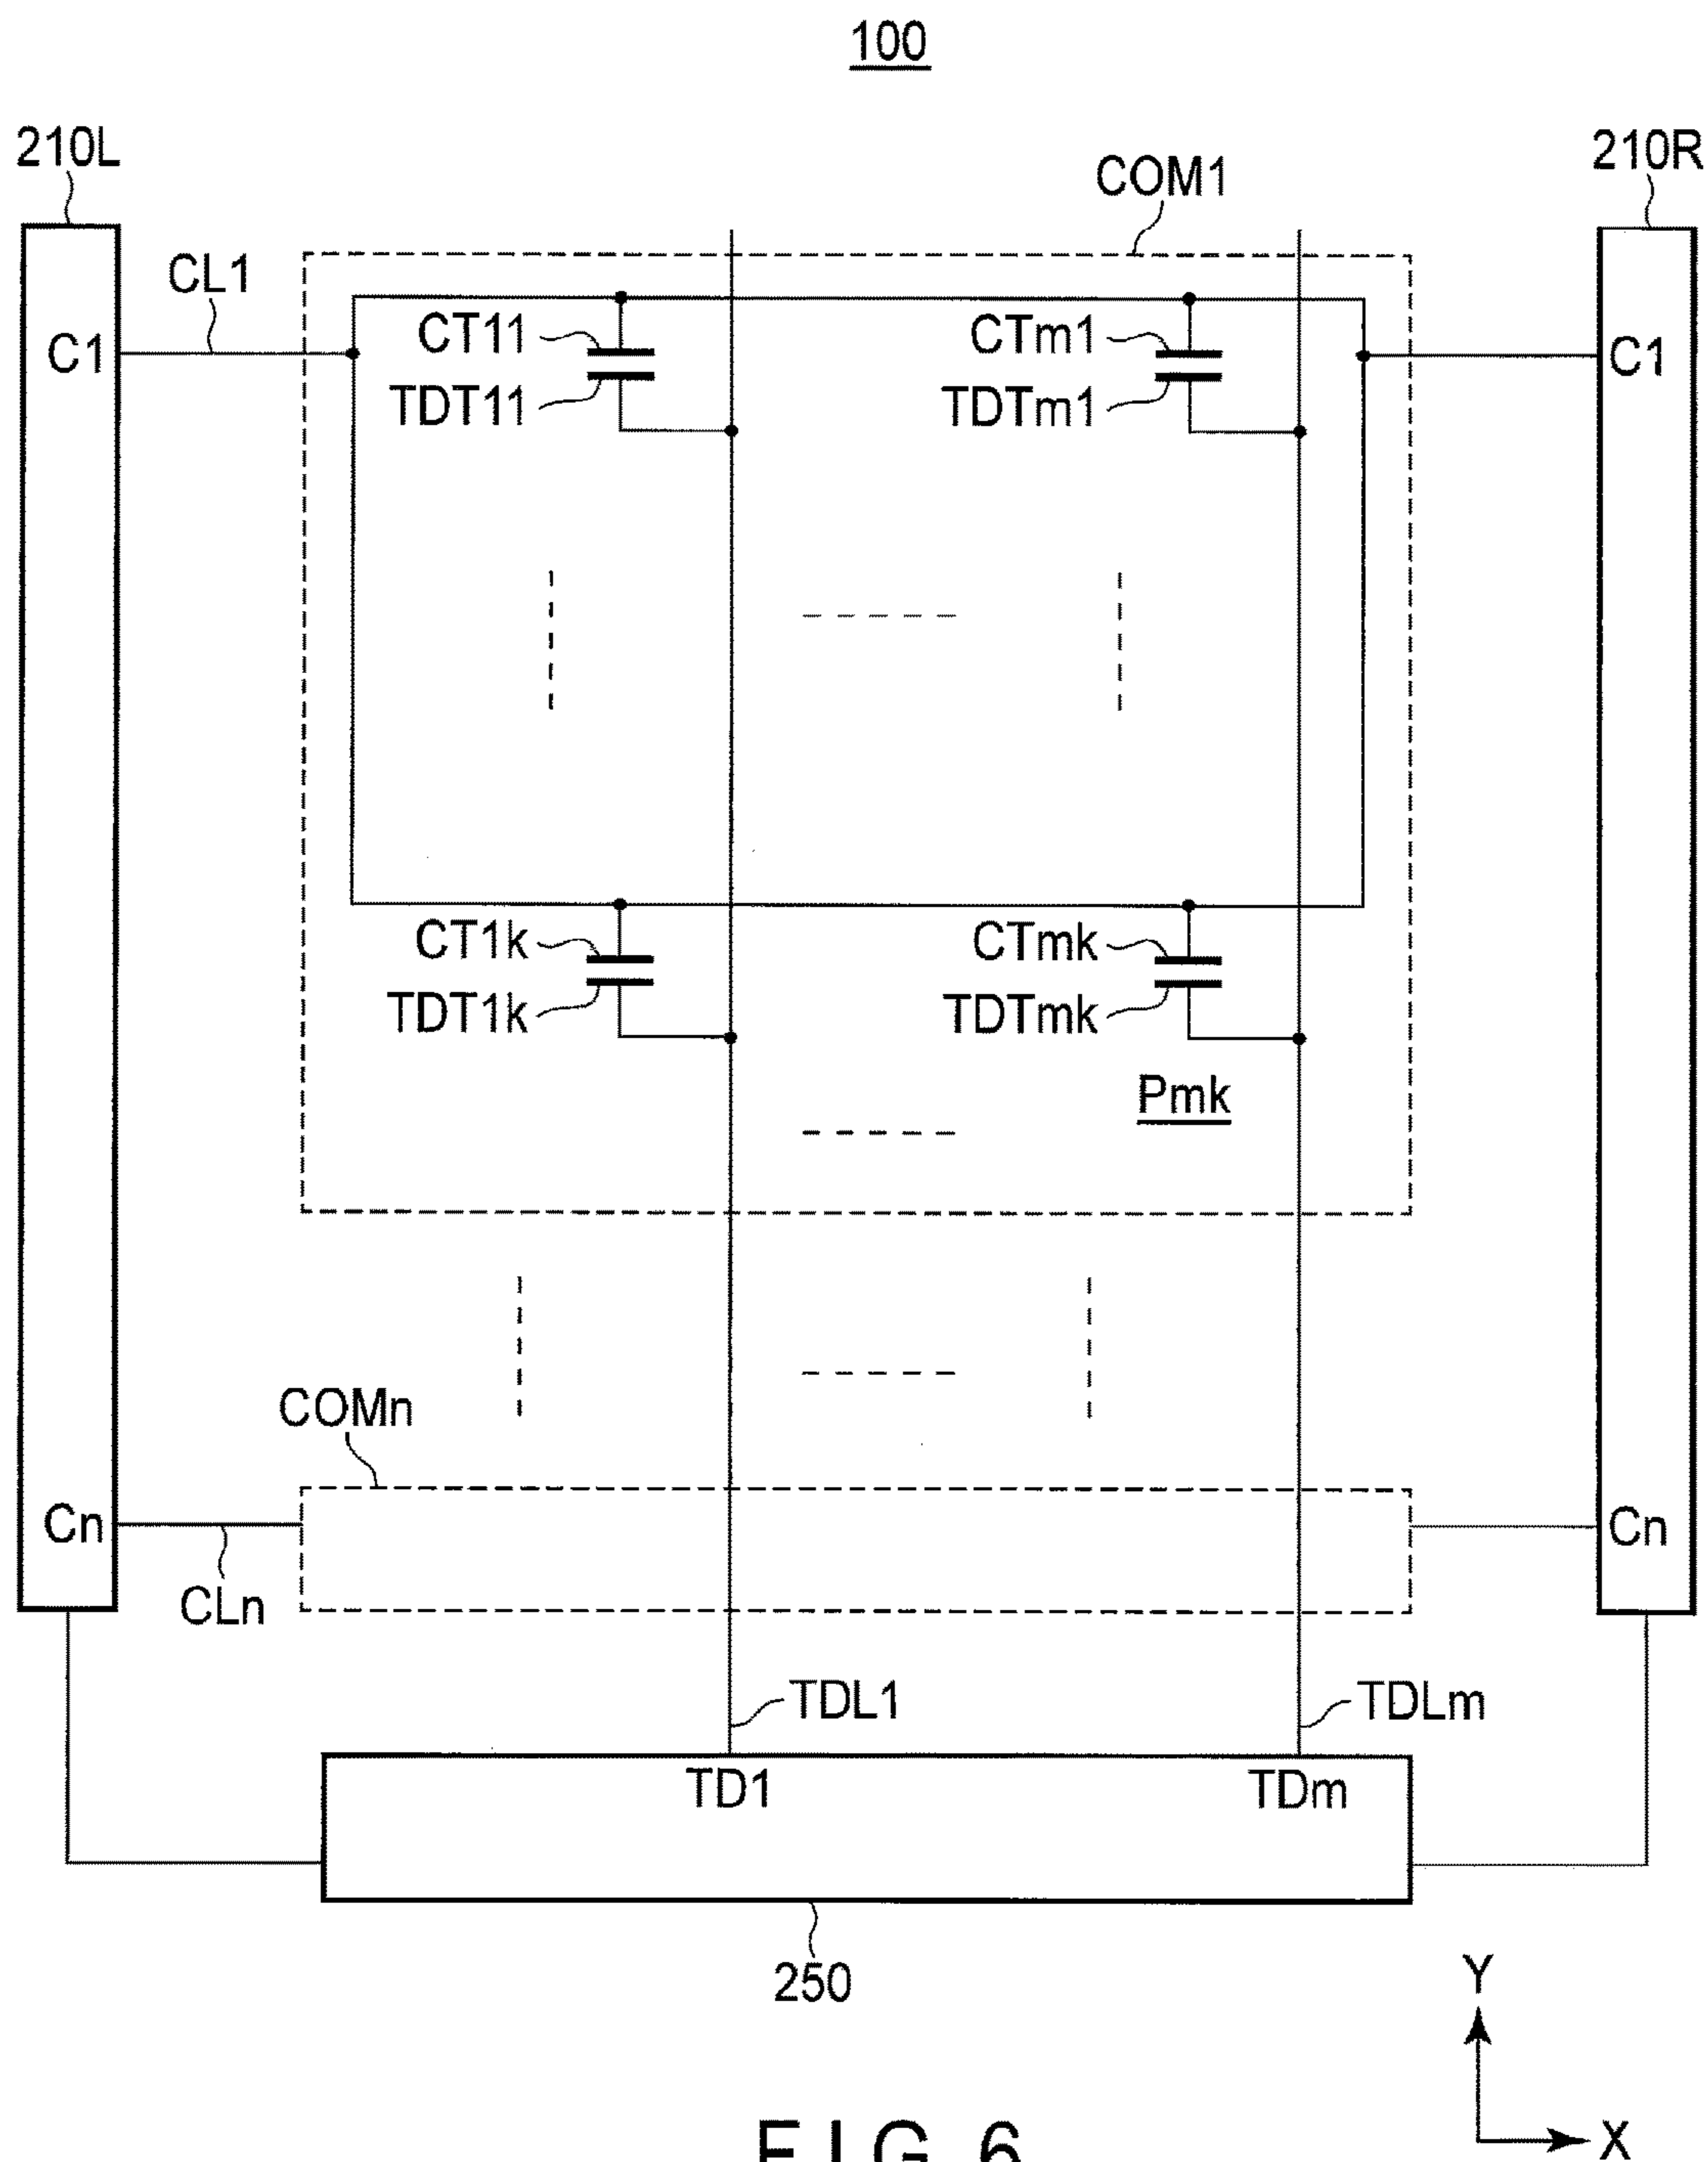 100
210L
210R
COM1
CL1
C1
CT11
TDT11
CTm1
TDTm1
C1
CT1k
TDT1k
CTmk
TDTmk
Pmk
COMn
Cn
CLn
Cn
TDL1
TDLm
TD1
TDm
250
Y
X
FIG. 6